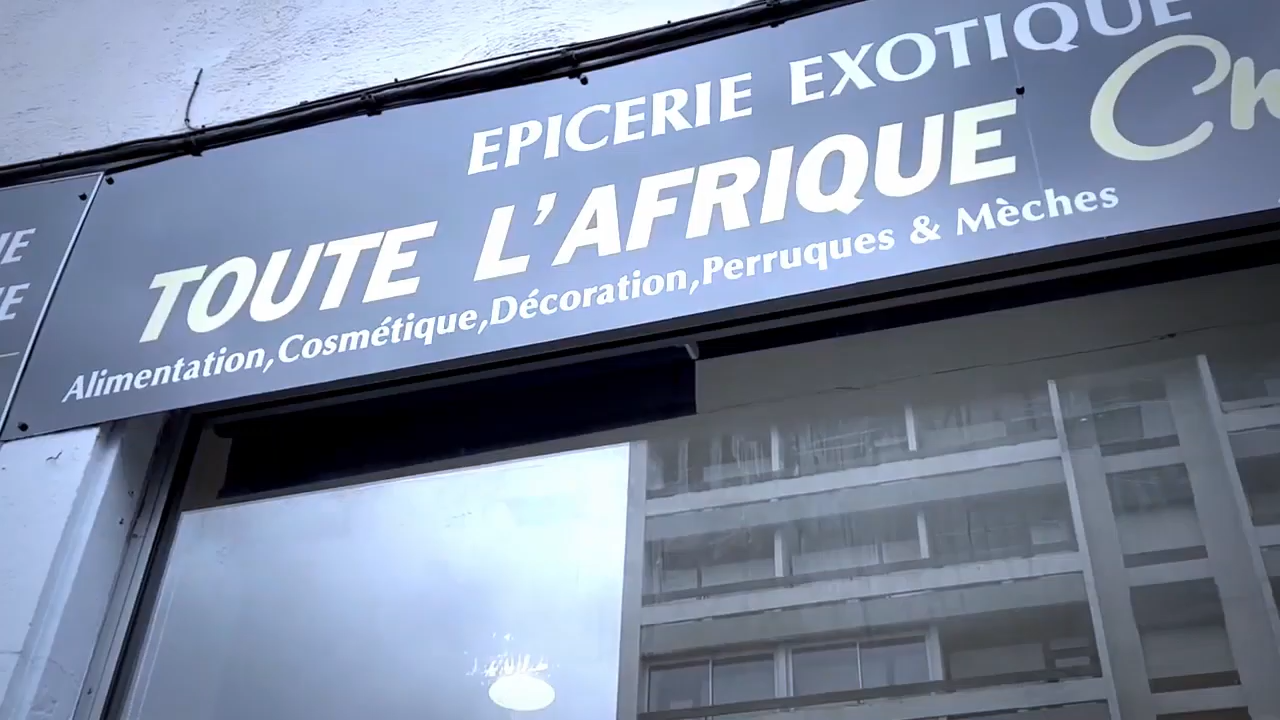 EPICERIE EXOTIQUE
TOUTE L'AFRIQUE
Alimentation,Cosmétique,Décoration,Perruques & Mèches